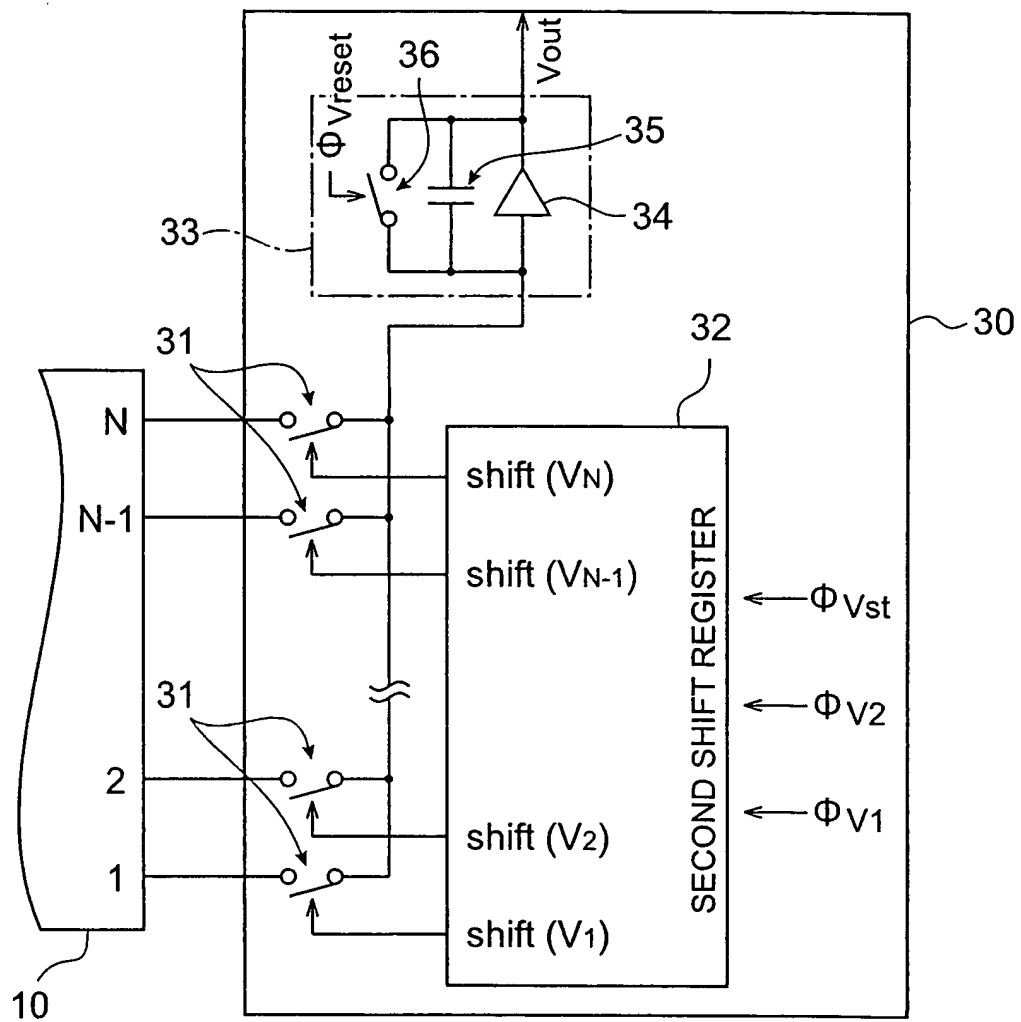 Vout
ΦVreset
36
35
34
33
30
31
32
N
shift (VN)
N-1
shift (VN-1)
SECOND SHIFT REGISTER
ΦVst
31
ΦV2
2
ΦV1
shift (V2)
1
shift (V1)
10